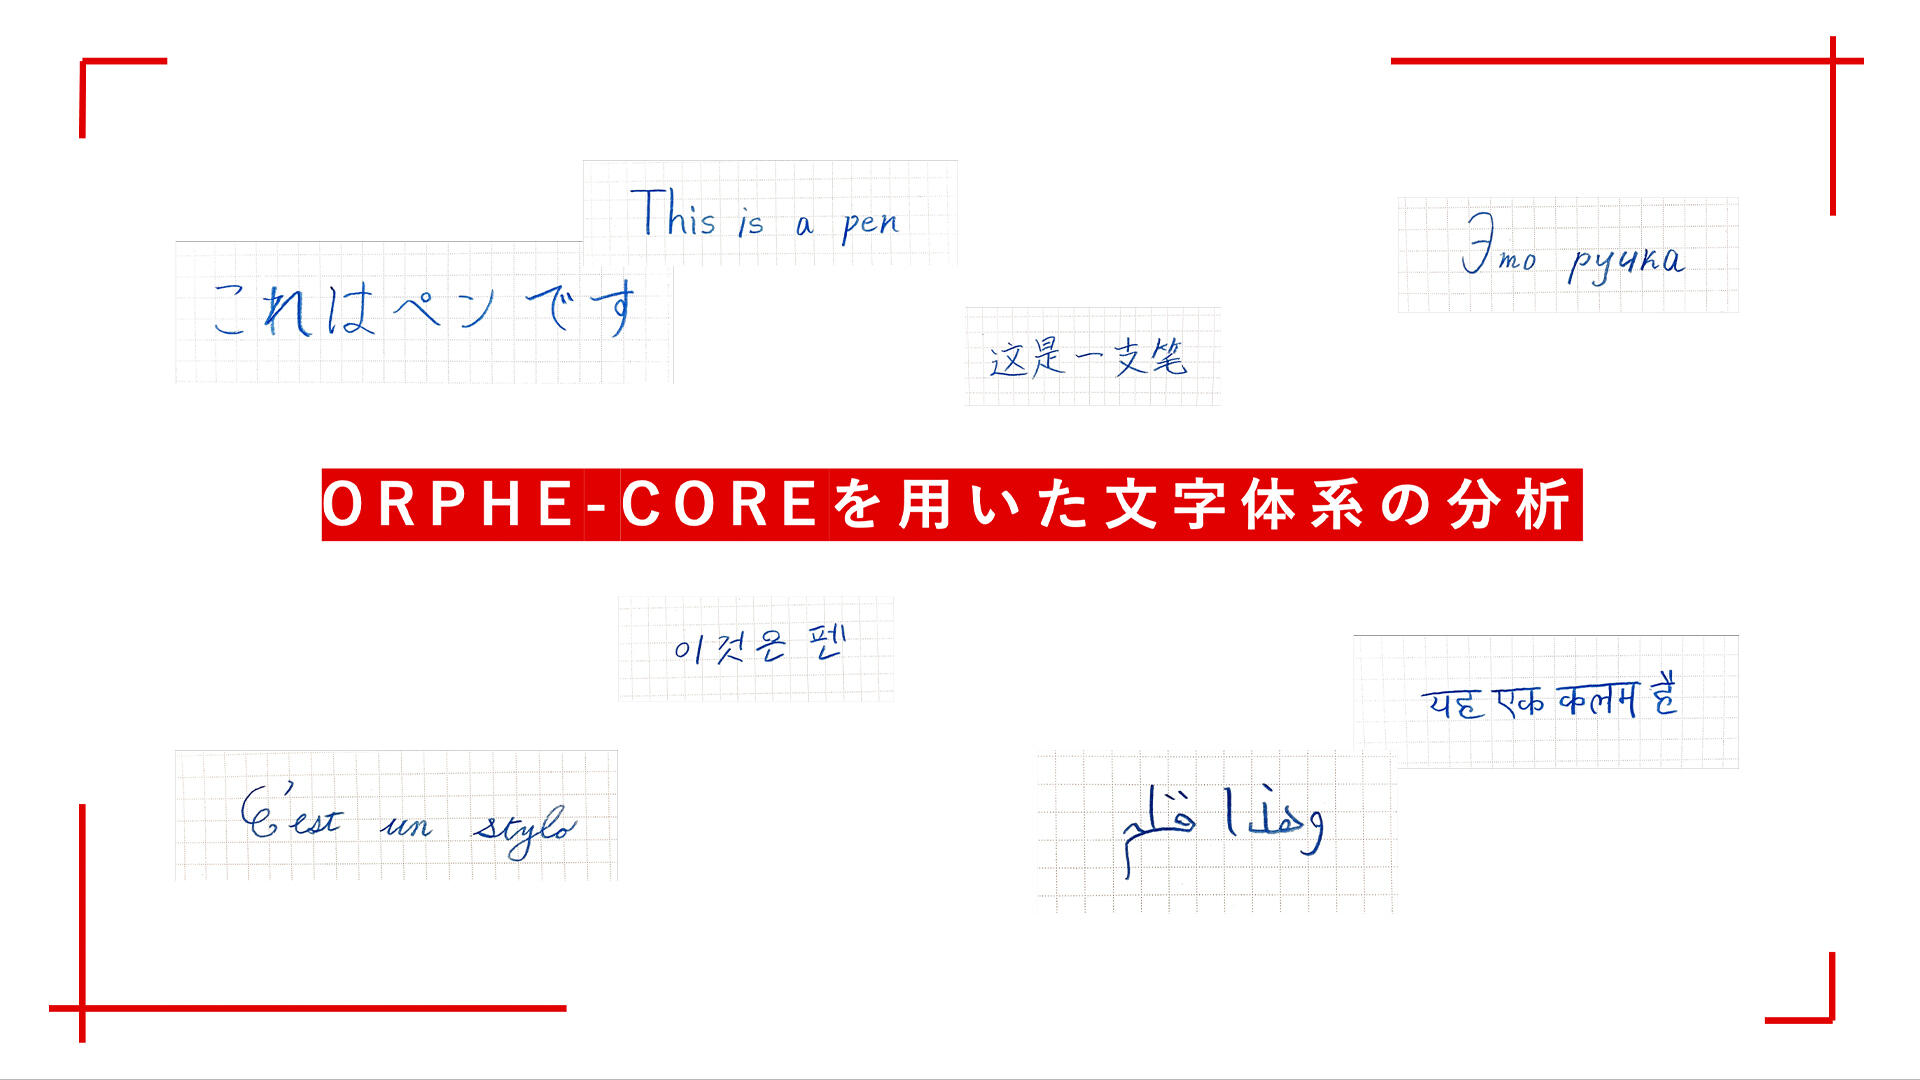 This is a pen
Это ручка
これはペンです
这是一支笔
ORPHE-COREを用いた文字体系の分析
이것은 펜
यह एक कलम है
C'est un stylo
وهذا قلم